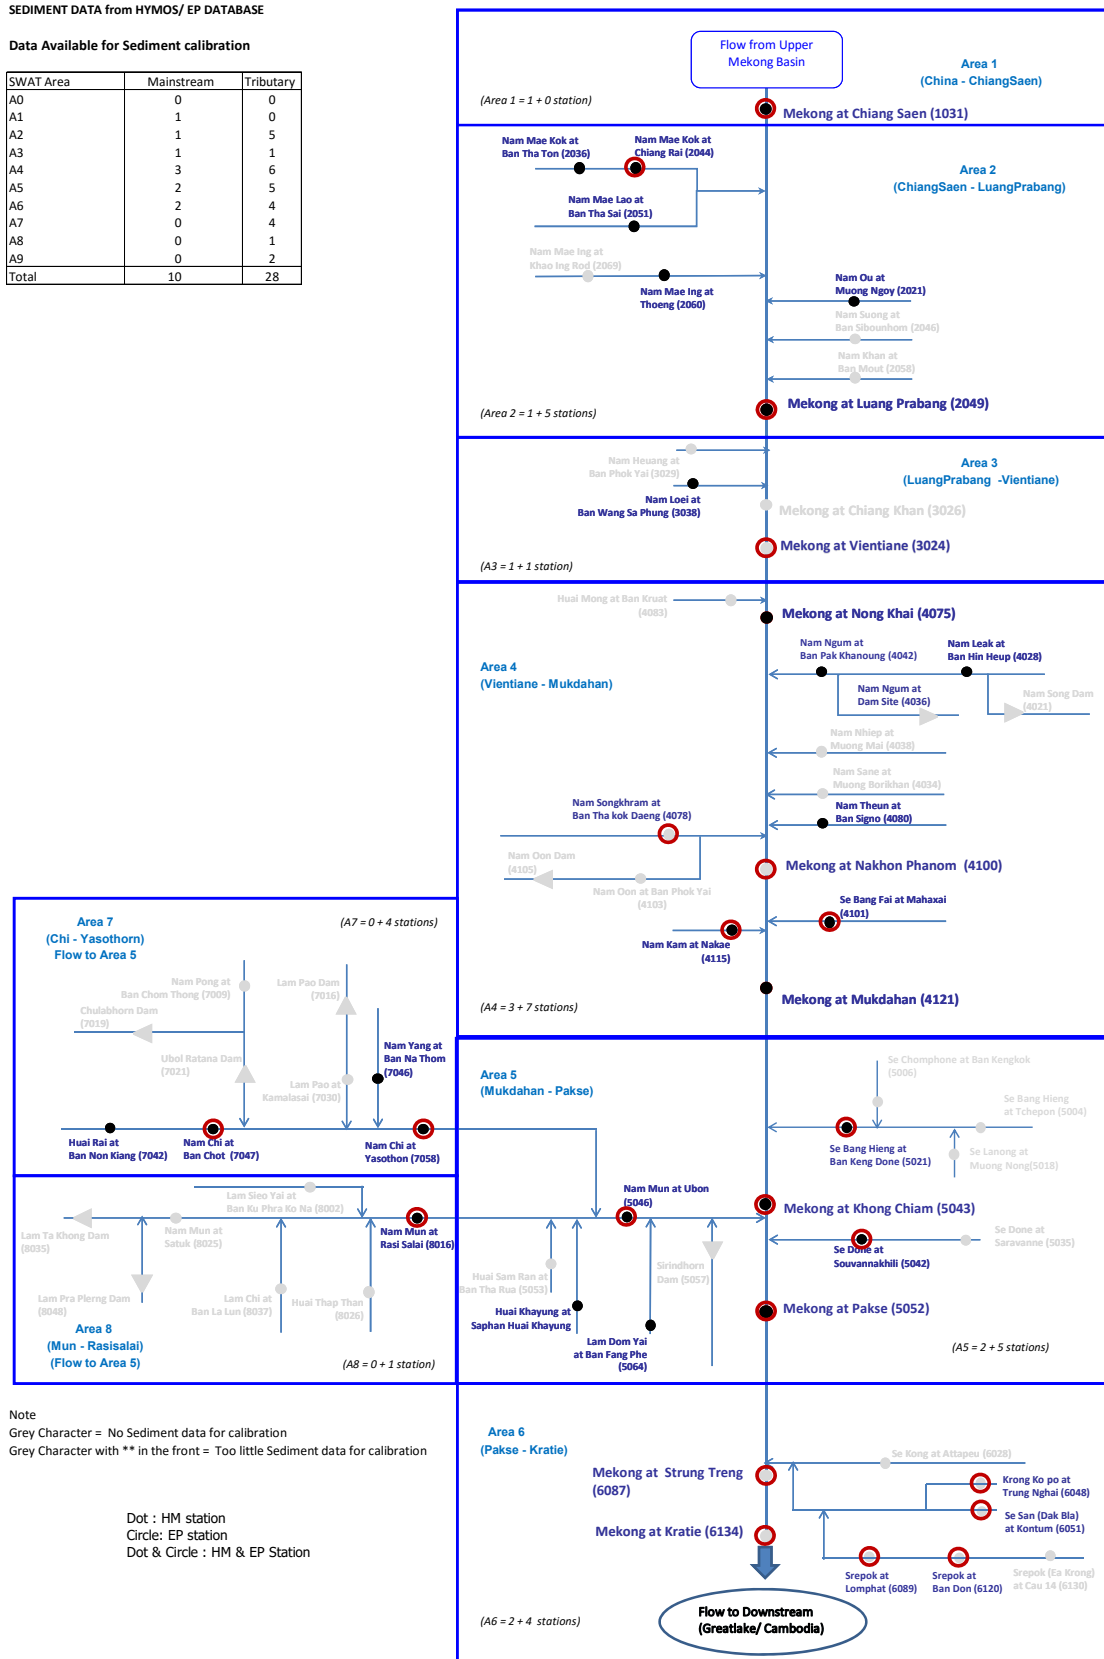 SEDIMENT DATA from HYMOS/ EP DATABASE
Data Available for Sediment calibration
SWAT Area Mainstream Tributary
A0 0 0
A1 1 0
A2 1 5
A3 1 1
A4 3 6
A5 2 5
A6 2 4
A7 0 4
A8 0 1
A9 0 2
Total 10 28
Flow from Upper
Mekong Basin
Area 1
(China - ChiangSaen)
(Area 1 = 1 + 0 station)
Mekong at Chiang Saen (1031)
Nam Mae Kok at
Ban Tha Ton (2036)
Nam Mae Kok at
Chiang Rai (2044)
Area 2
(ChiangSaen - LuangPrabang)
Nam Mae Lao at
Ban Tha Sai (2051)
Nam Mae Ing at
Khao Ing Rod (2069)
Nam Mae Ing at
Thoeng (2060)
Nam Ou at
Muong Ngoy (2021)
Nam Suong at
Ban Sibounhom (2046)
Nam Khan at
Ban Mout (2058)
(Area 2 = 1 + 5 stations)
Mekong at Luang Prabang (2049)
Nam Heuang at
Ban Phok Yai (3029)
Area 3
(LuangPrabang -Vientiane)
Nam Loei at
Ban Wang Sa Phung (3038)
Mekong at Chiang Khan (3026)
Mekong at Vientiane (3024)
(A3 = 1 + 1 station)
Huai Mong at Ban Kruat
(4083)
Mekong at Nong Khai (4075)
Area 4
(Vientiane - Mukdahan)
Nam Ngum at
Ban Pak Khanoung (4042)
Nam Leak at
Ban Hin Heup (4028)
Nam Ngum at
Dam Site (4036)
Nam Song Dam
(4021)
Nam Nhiep at
Muong Mai (4038)
Nam Sane at
Muong Borikhan (4034)
Nam Songkhram at
Ban Tha kok Daeng (4078)
Nam Theun at
Ban Signo (4080)
Nam Oon Dam
(4105)
Nam Oon at Ban Phok Yai
(4103)
Mekong at Nakhon Phanom (4100)
Se Bang Fai at Mahaxai
(4101)
Nam Kam at Nakae
(4115)
(A4 = 3 + 7 stations)
Mekong at Mukdahan (4121)
Area 7
(Chi - Yasothorn)
Flow to Area 5
(A7 = 0 + 4 stations)
Nam Pong at
Ban Chom Thong (7009)
Lam Pao Dam
(7016)
Chulabhorn Dam
(7019)
Ubol Ratana Dam
(7021)
Nam Yang at
Ban Na Thom
(7046)
Lam Pao at
Kamalasai (7030)
Huai Rai at
Ban Non Kiang (7042)
Nam Chi at
Ban Chot (7047)
Nam Chi at
Yasothon (7058)
Area 5
(Mukdahan - Pakse)
Se Chomphone at Ban Kengkok
(5006)
Se Bang Hieng
at Tchepon (5004)
Se Bang Hieng at
Ban Keng Done (5021)
Se Lanong at
Muong Nong(5018)
Lam Sieo Yai at
Ban Ku Phra Ko Na (8002)
Lam Ta Khong Dam
(8035)
Nam Mun at
Satuk (8025)
Nam Mun at
Rasi Salai (8016)
Nam Mun at Ubon
(5046)
Mekong at Khong Chiam (5043)
Se Done at
Saravanne (5035)
Se Done at
Souvannakhili (5042)
Huai Sam Ran at
Ban Tha Rua (5053)
Sirindhorn
Dam (5057)
Lam Pra Plerng Dam
(8048)
Lam Chi at
Ban La Lun (8037)
Huai Thap Than
(8026)
Huai Khayung at
Saphan Huai Khayung
Mekong at Pakse (5052)
Area 8
(Mun - Rasisalai)
(Flow to Area 5)
(A8 = 0 + 1 station)
Lam Dom Yai
at Ban Fang Phe
(5064)
(A5 = 2 + 5 stations)
Note
Grey Character = No Sediment data for calibration
Grey Character with ** in the front = Too little Sediment data for calibration
Dot : HM station
Circle: EP station
Dot & Circle : HM & EP Station
Area 6
(Pakse - Kratie)
Se Kong at Attapeu (6028)
Mekong at Strung Treng
(6087)
Krong Ko po at
Trung Nghai (6048)
Se San (Dak Bla)
at Kontum (6051)
Mekong at Kratie (6134)
Srepok at
Lomphat (6089)
Srepok at
Ban Don (6120)
Srepok (Ea Krong)
at Cau 14 (6130)
(A6 = 2 + 4 stations)
Flow to Downstream
(Greatlake/ Cambodia)